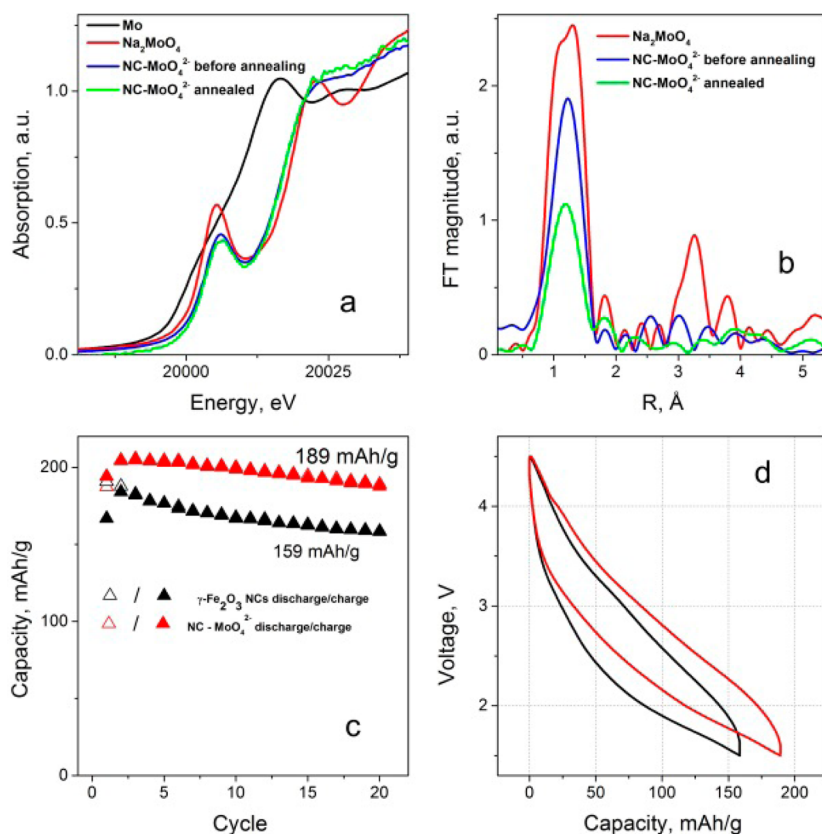 Mo
Na₂MoO₄
NC-MoO₄²⁻ before annealing
NC-MoO₄²⁻ annealed
Absorption, a.u.
1.0
0.5
0.0
a
20000
20025
Energy, eV
Na₂MoO₄
NC-MoO₄²⁻ before annealing
NC-MoO₄²⁻ annealed
FT magnitude, a.u.
2
1
0
b
1
2
3
4
5
R, Å
189 mAh/g
159 mAh/g
△ / ▲ γ-Fe₂O₃ NCs discharge/charge
△ / ▲ NC - MoO₄²⁻ discharge/charge
Capacity, mAh/g
200
100
0
c
0
5
10
15
20
Cycle
d
Voltage, V
4
3
2
0
50
100
150
200
Capacity, mAh/g